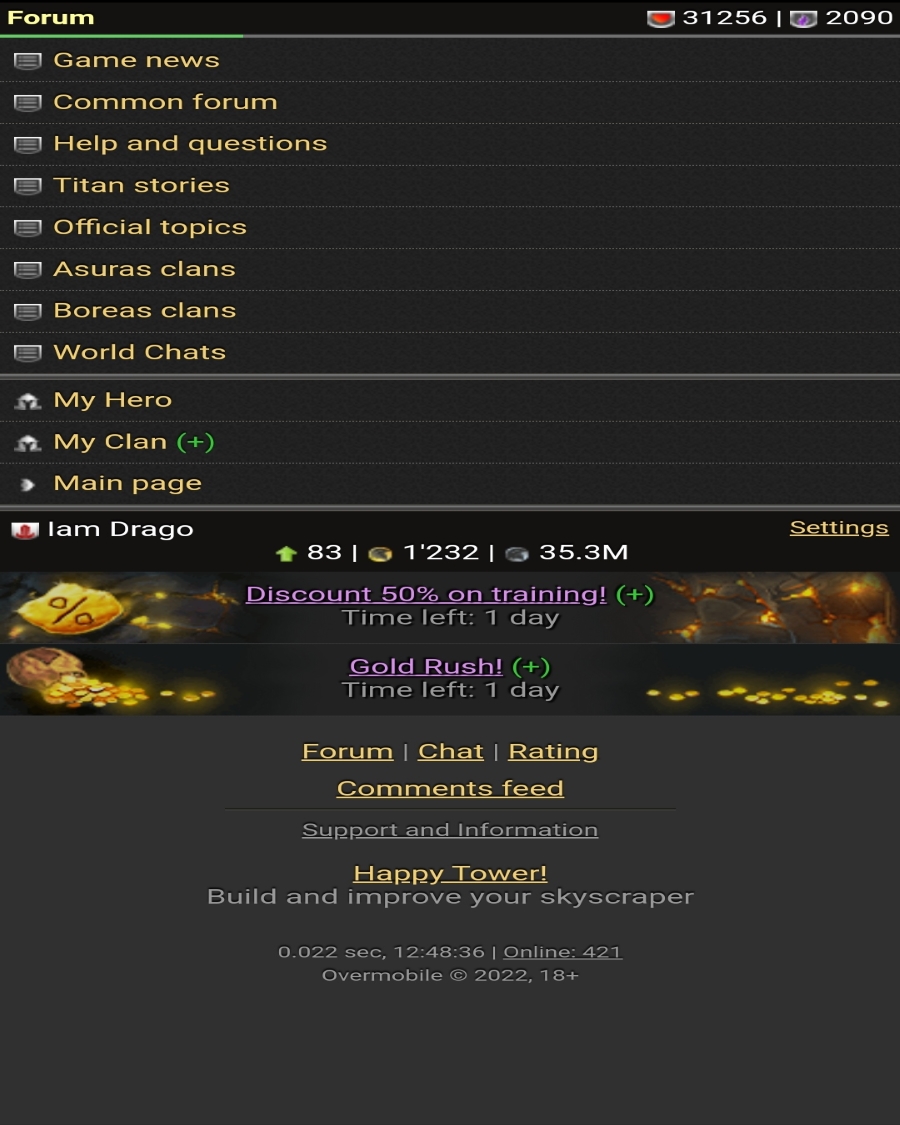 Forum 31256 | 2090
Game news
Common forum
Help and questions
Titan stories
Official topics
Asuras clans
Boreas clans
World Chats
My Hero
My Clan (+)
Main page
Iam Drago Settings
83 | 1'232 | 35.3M
Discount 50% on training! (+)
Time left: 1 day
Gold Rush! (+)
Time left: 1 day
Forum | Chat | Rating
Comments feed
Support and Information
Happy Tower!
Build and improve your skyscraper
0.022 sec, 12:48:36 | Online: 421
Overmobile © 2022, 18+